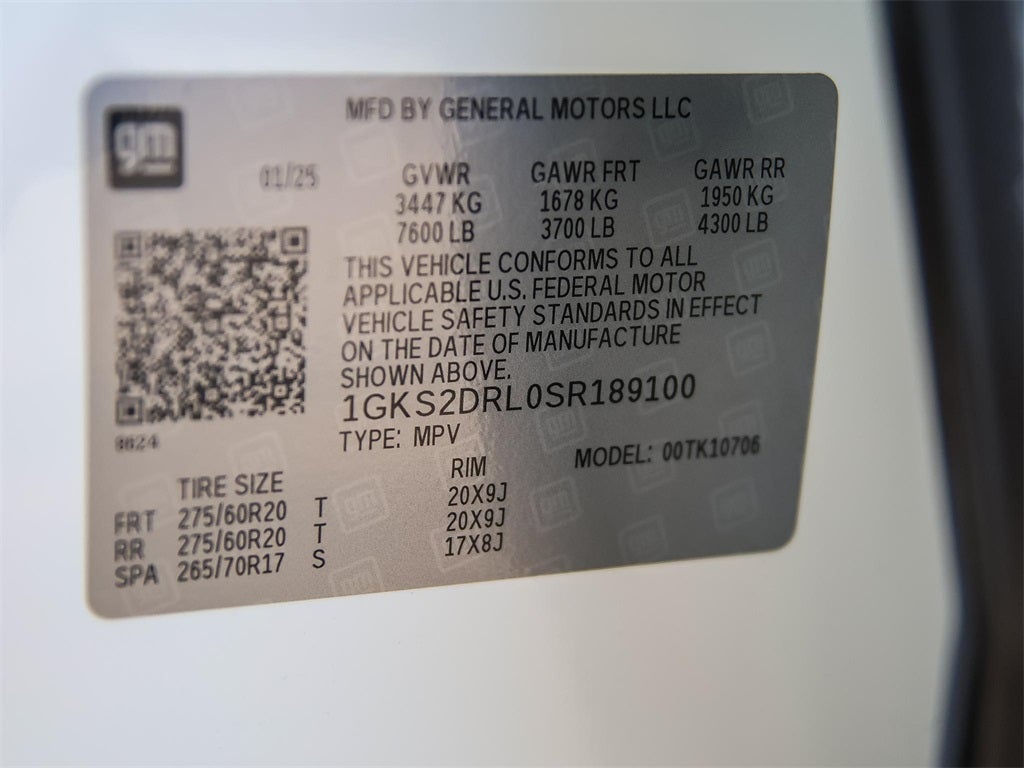 gm
MFD BY GENERAL MOTORS LLC
01/25 GVWR GAWR FRT GAWR RR
3447 KG 1678 KG 1950 KG
7600 LB 3700 LB 4300 LB
THIS VEHICLE CONFORMS TO ALL
APPLICABLE U.S. FEDERAL MOTOR
VEHICLE SAFETY STANDARDS IN EFFECT
ON THE DATE OF MANUFACTURE
SHOWN ABOVE.
1GKS2DRL0SR189100
8624
TYPE: MPV
MODEL: 00TK10706
TIRE SIZE RIM
FRT 275/60R20 T 20X9J
RR 275/60R20 T 20X9J
SPA 265/70R17 S 17X8J